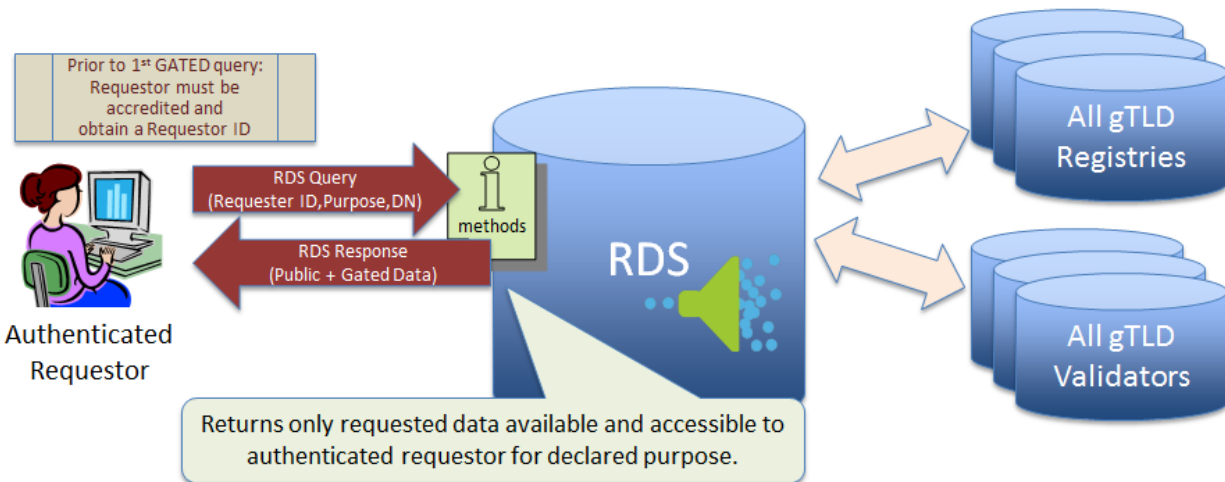 Prior to 1st GATED query:
Requestor must be
accredited and
obtain a Requestor ID
RDS Query
(Requester ID,Purpose,DN)
methods
RDS Response
(Public + Gated Data)
Authenticated
Requestor
RDS
All gTLD
Registries
All gTLD
Validators
Returns only requested data available and accessible to
authenticated requestor for declared purpose.